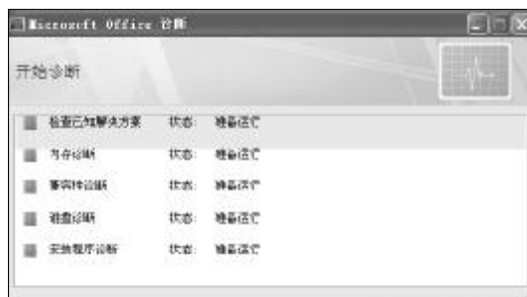 Microsoft Office 诊断
开始诊断
检查已知解决方案 状态: 准备运行
内存诊断 状态: 准备运行
兼容性诊断 状态: 准备运行
磁盘诊断 状态: 准备运行
安装程序诊断 状态: 准备运行